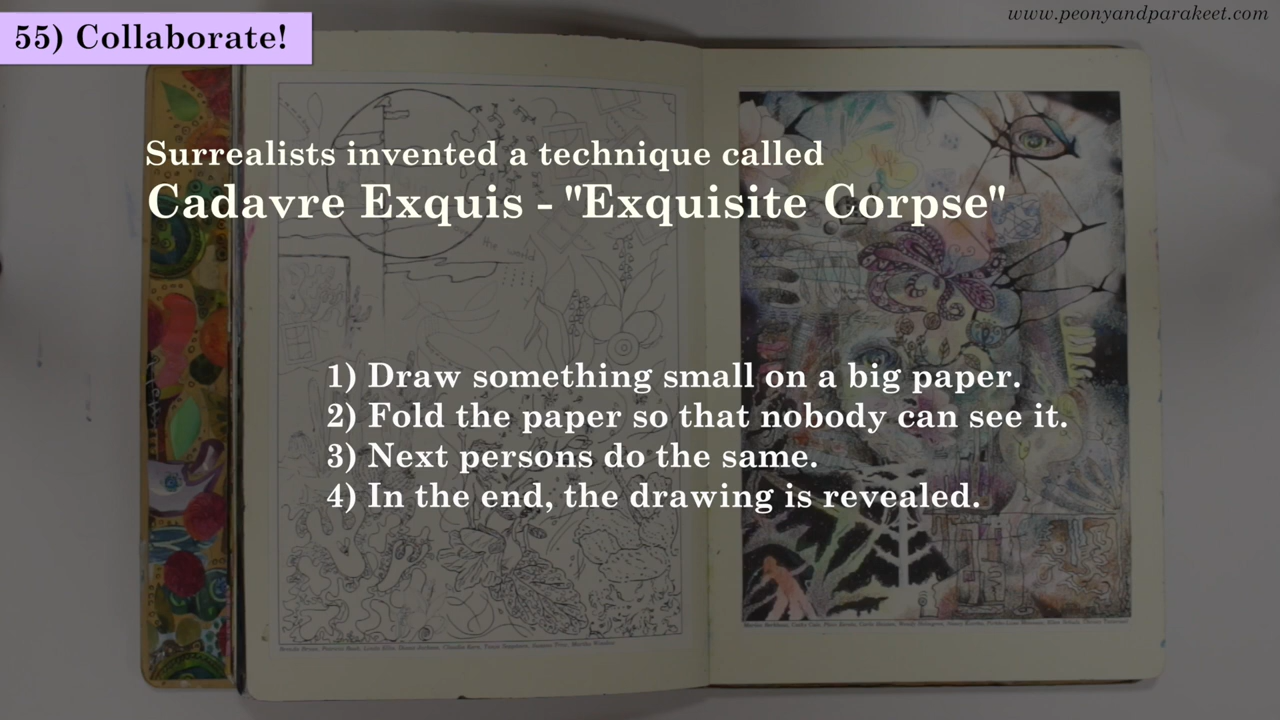 www.peonyandparakeet.com
55) Collaborate!
Surrealists invented a technique called
Cadavre Exquis - "Exquisite Corpse"
1) Draw something small on a big paper.
2) Fold the paper so that nobody can see it.
3) Next persons do the same.
4) In the end, the drawing is revealed.